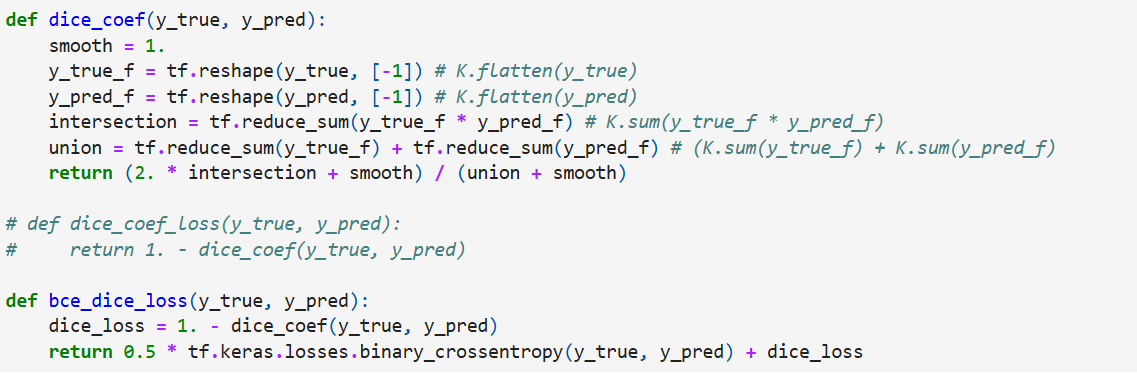 def dice_coef(y_true, y_pred):
    smooth = 1.
    y_true_f = tf.reshape(y_true, [-1]) # K.flatten(y_true)
    y_pred_f = tf.reshape(y_pred, [-1]) # K.flatten(y_pred)
    intersection = tf.reduce_sum(y_true_f * y_pred_f) # K.sum(y_true_f * y_pred_f)
    union = tf.reduce_sum(y_true_f) + tf.reduce_sum(y_pred_f) # (K.sum(y_true_f) + K.sum(y_pred_f)
    return (2. * intersection + smooth) / (union + smooth)

# def dice_coef_loss(y_true, y_pred):
#     return 1. - dice_coef(y_true, y_pred)

def bce_dice_loss(y_true, y_pred):
    dice_loss = 1. - dice_coef(y_true, y_pred)
    return 0.5 * tf.keras.losses.binary_crossentropy(y_true, y_pred) + dice_loss